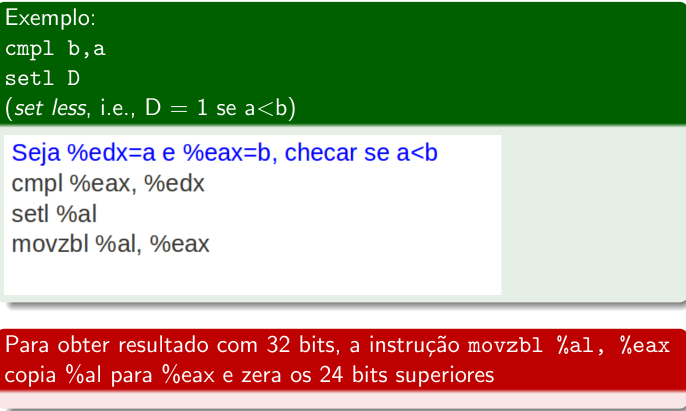 Exemplo:
cmpl b,a
setl D
(set less, i.e., D = 1 se a<b)
Seja %edx=a e %eax=b, checar se a<b
cmpl %eax, %edx
setl %al
movzbl %al, %eax
Para obter resultado com 32 bits, a instrução movzbl %al, %eax
copia %al para %eax e zera os 24 bits superiores